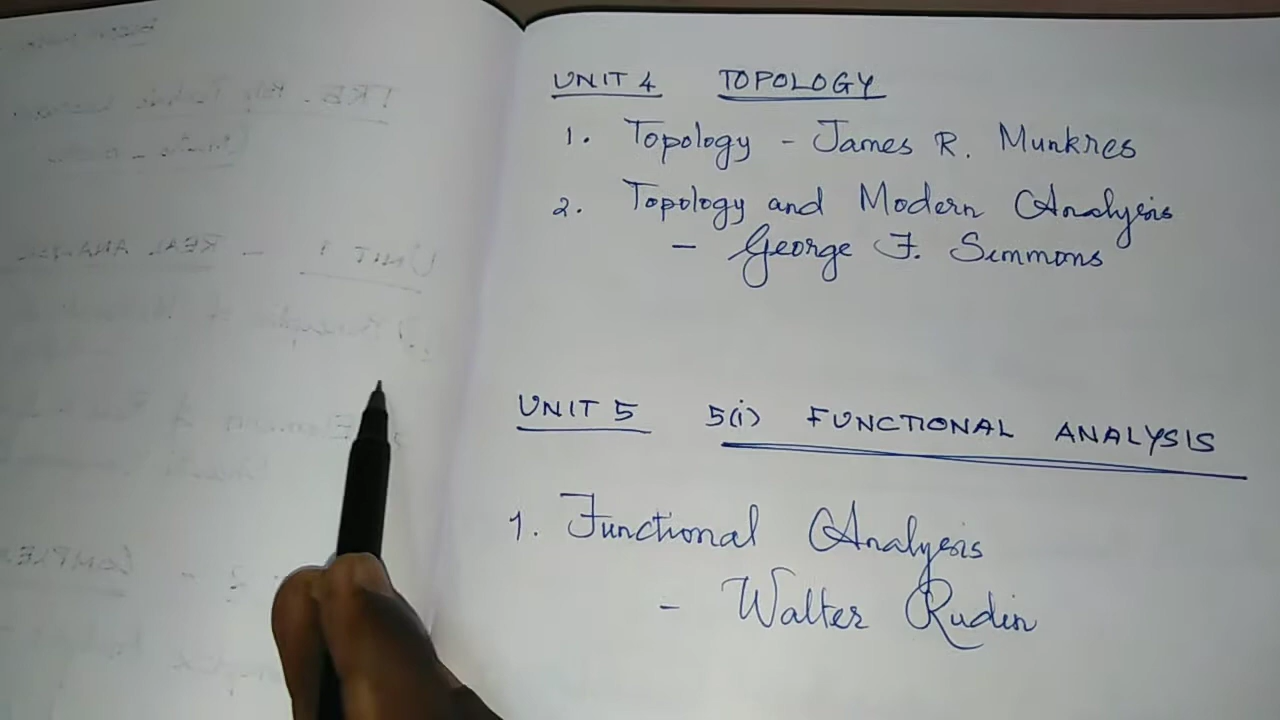 UNIT 4 TOPOLOGY
1. Topology - James R. Munkres
2. Topology and Modern Analysis
- George F. Simmons
UNIT 5 5(i) FUNCTIONAL ANALYSIS
1. Functional Analysis
- Walter Rudin